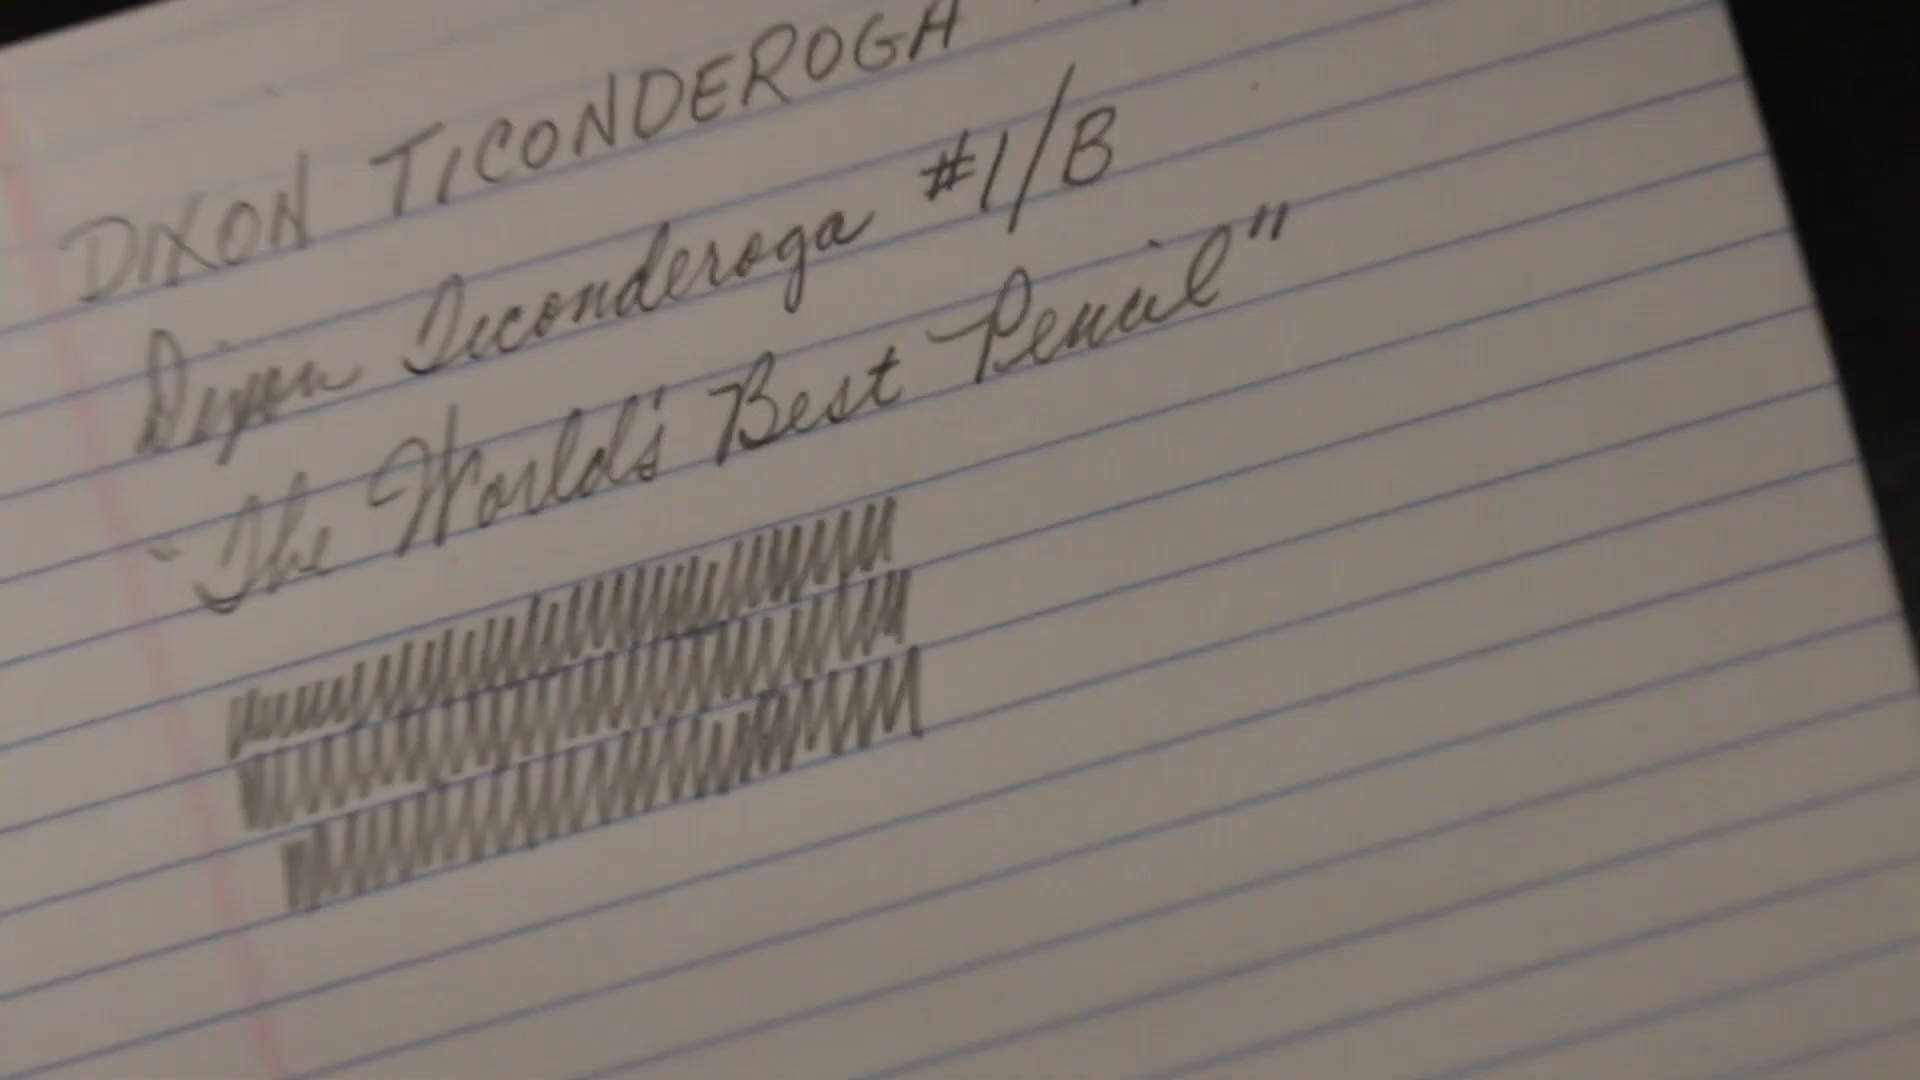 DIXON TICONDEROGA
Dixon Ticonderoga #1/B
"The World's Best Pencil"